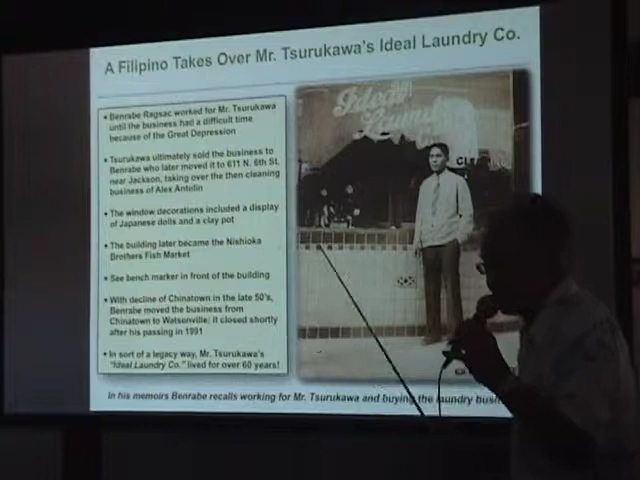 A Filipino Takes Over Mr. Tsurukawa's Ideal Laundry Co.
• Benrabe Ragsac worked for Mr. Tsurukawa
until the business had a difficult time
because of the Great Depression
• Tsurukawa ultimately sold the business to
Benrabe who later moved it to 611 N. 6th St.
near Jackson, taking over the then cleaning
business of Alex Antolin
• The window decorations included a display
of Japanese dolls and a clay pot
• The building later became the Nishioka
Brothers Fish Market
• See bench marker in front of the building
• With decline of Chinatown in the late 50's,
Benrabe moved the business from
Chinatown to Watsonville; it closed shortly
after his passing in 1991
• In sort of a legacy way, Mr. Tsurukawa's
"Ideal Laundry Co." lived for over 60 years!
Ideal
Laundry
In his memoirs Benrabe recalls working for Mr. Tsurukawa and buying the laundry